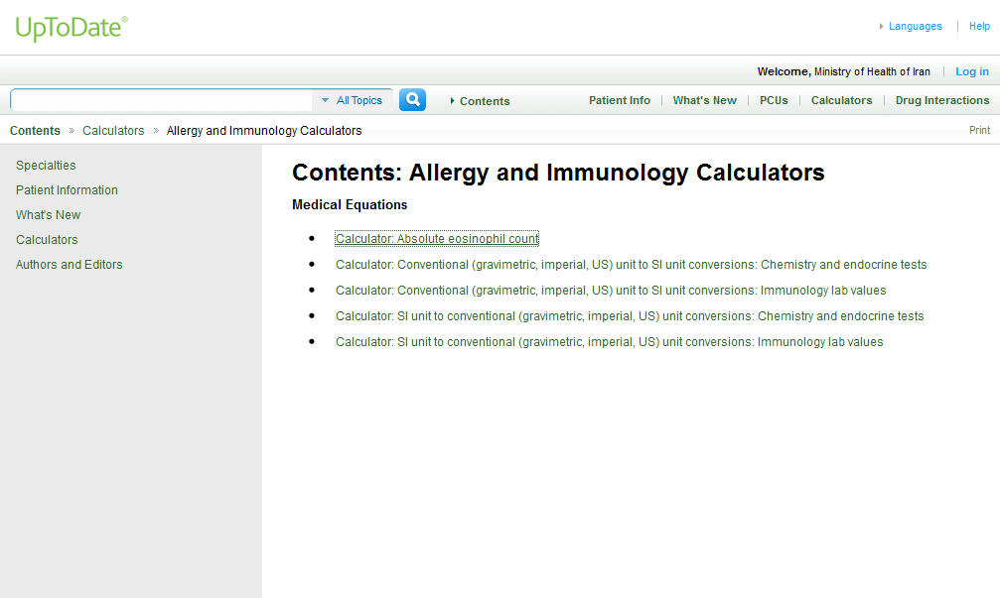 UpToDate®
Languages | Help
Welcome, Ministry of Health of Iran | Log in
All Topics Contents Patient Info | What's New | PCUs | Calculators | Drug Interactions
Contents » Calculators » Allergy and Immunology Calculators Print
Specialties
Patient Information
What's New
Calculators
Authors and Editors
Contents: Allergy and Immunology Calculators
Medical Equations
• Calculator: Absolute eosinophil count
• Calculator: Conventional (gravimetric, imperial, US) unit to SI unit conversions: Chemistry and endocrine tests
• Calculator: Conventional (gravimetric, imperial, US) unit to SI unit conversions: Immunology lab values
• Calculator: SI unit to conventional (gravimetric, imperial, US) unit conversions: Chemistry and endocrine tests
• Calculator: SI unit to conventional (gravimetric, imperial, US) unit conversions: Immunology lab values